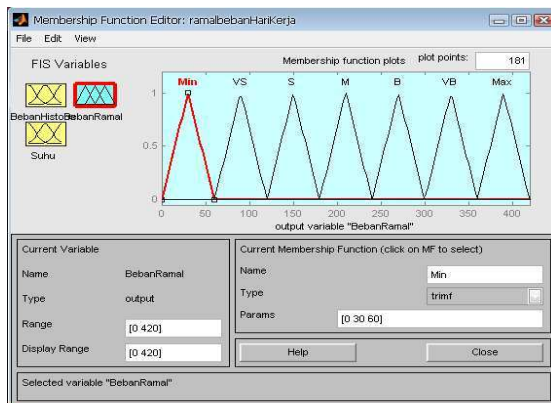 Membership Function Editor: ramalbebanHariKerja
File Edit View
FIS Variables
Membership function plots plot points: 181
BebanHistoris BebanRamal
Suhu
Min VS S M B VB Max
1
0.5
0
0 50 100 150 200 250 300 350 400
output variable "BebanRamal"
Current Variable
Name BebanRamal
Type output
Range [0 420]
Display Range [0 420]
Current Membership Function (click on MF to select)
Name Min
Type trimf
Params [0 30 60]
Help Close
Selected variable "BebanRamal"